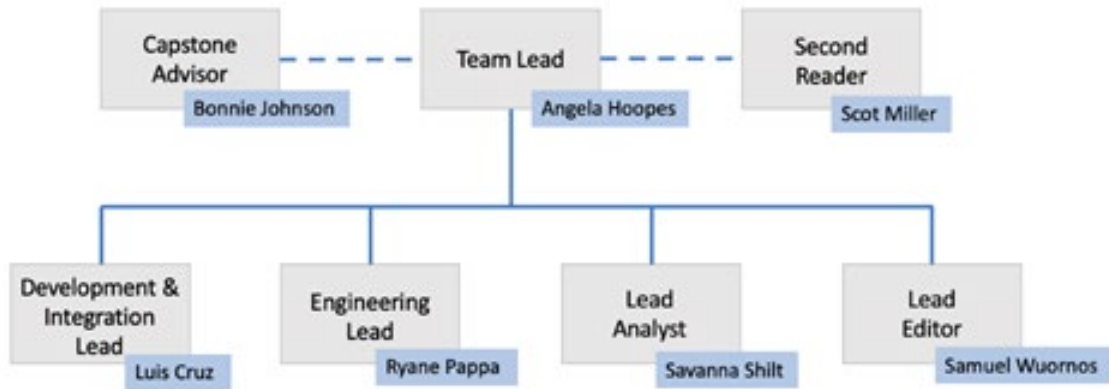 Capstone
Advisor
Bonnie Johnson
Team Lead
Angela Hoopes
Second
Reader
Scot Miller
Development &
Integration
Lead
Luis Cruz
Engineering
Lead
Ryane Pappa
Lead
Analyst
Savanna Shilt
Lead
Editor
Samuel Wuornos